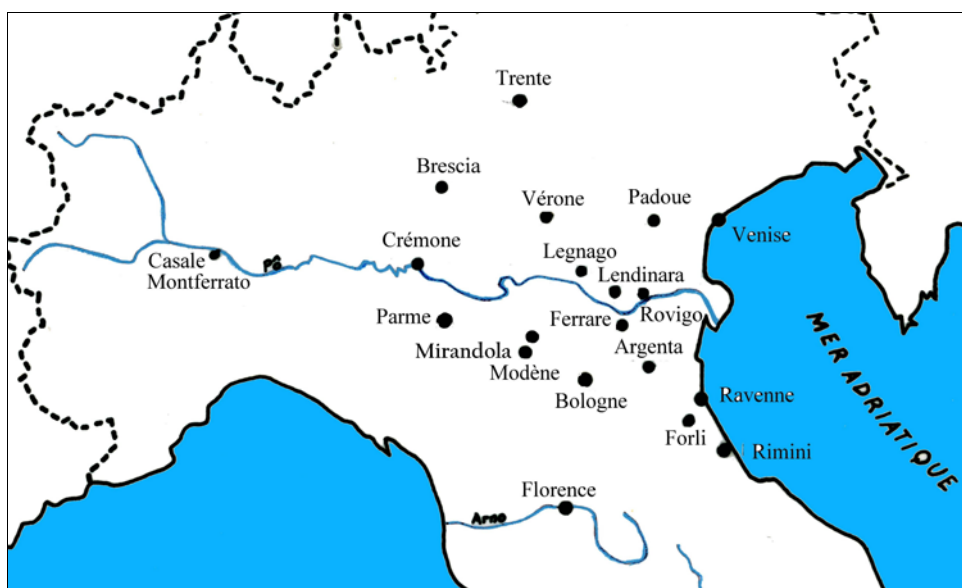 Trente
Brescia
Vérone
Padoue
Venise
Crémone
Legnago
Casale
Montferrato
Pô
Lendinara
Rovigo
Parme
Ferrare
Mirandola
Argenta
Modène
Bologne
Ravenne
Forli
Rimini
MER ADRIATIQUE
Florence
Arno